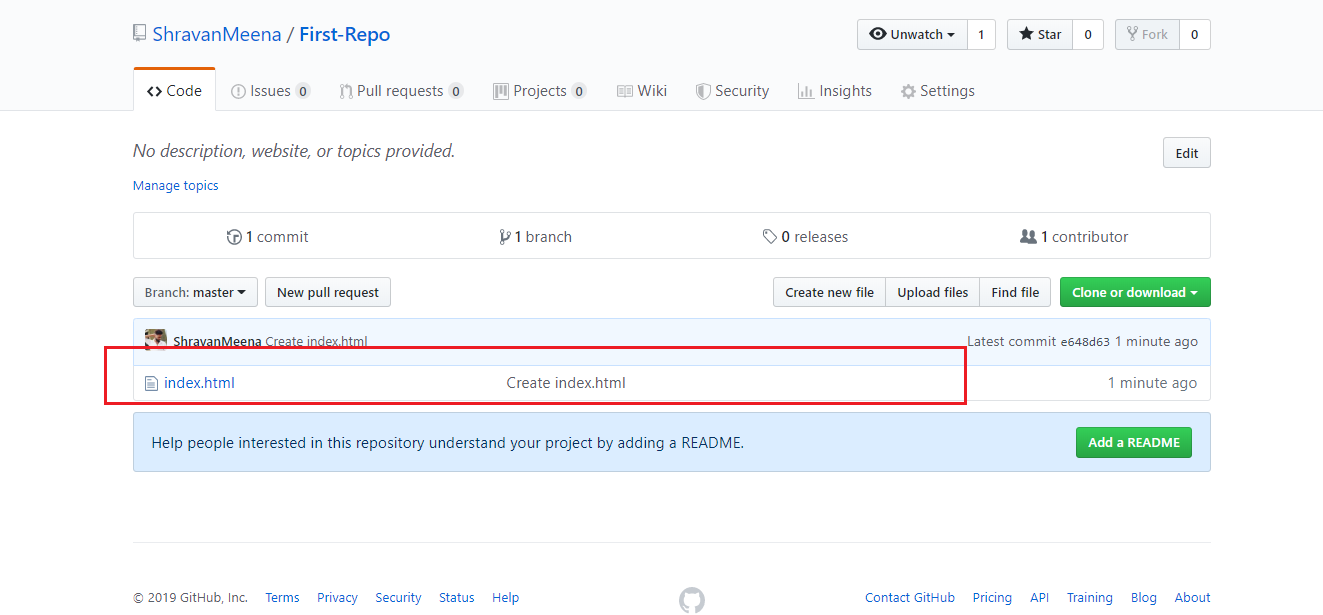 ShravanMeena / First-Repo
Unwatch 1 Star 0 Fork 0
Code Issues 0 Pull requests 0 Projects 0 Wiki Security Insights Settings
No description, website, or topics provided.
Edit
Manage topics
1 commit 1 branch 0 releases 1 contributor
Branch: master New pull request Create new file Upload files Find file Clone or download
ShravanMeena Create index.html Latest commit e648d63 1 minute ago
index.html Create index.html 1 minute ago
Help people interested in this repository understand your project by adding a README. Add a README
© 2019 GitHub, Inc. Terms Privacy Security Status Help Contact GitHub Pricing API Training Blog About